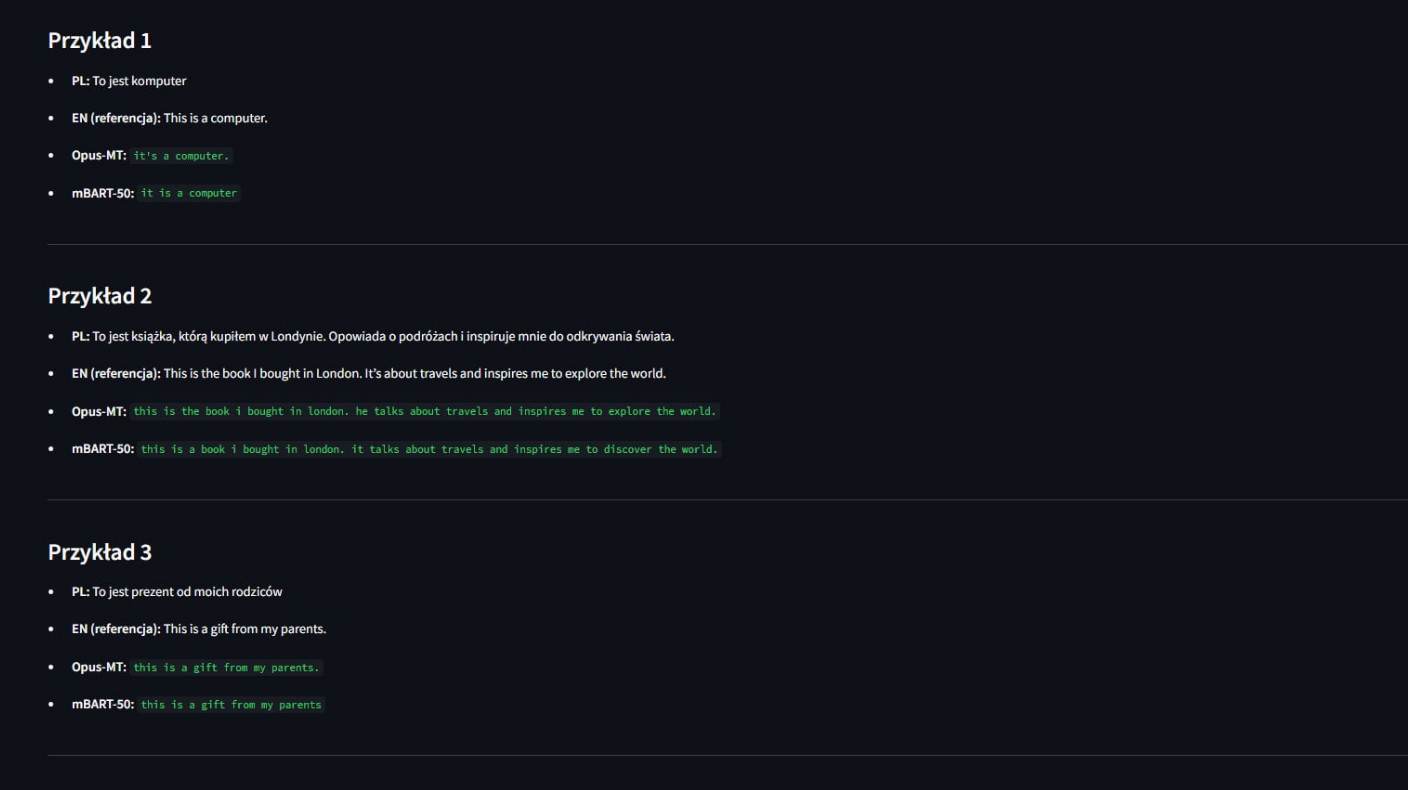 Przykład 1
• PL: To jest komputer
• EN (referencja): This is a computer.
• Opus-MT: it's a computer.
• mBART-50: it is a computer
Przykład 2
• PL: To jest książka, którą kupiłem w Londynie. Opowiada o podróżach i inspiruje mnie do odkrywania świata.
• EN (referencja): This is the book I bought in London. It’s about travels and inspires me to explore the world.
• Opus-MT: this is the book i bought in london. he talks about travels and inspires me to explore the world.
• mBART-50: this is a book i bought in london. it talks about travels and inspires me to discover the world.
Przykład 3
• PL: To jest prezent od moich rodziców
• EN (referencja): This is a gift from my parents.
• Opus-MT: this is a gift from my parents.
• mBART-50: this is a gift from my parents